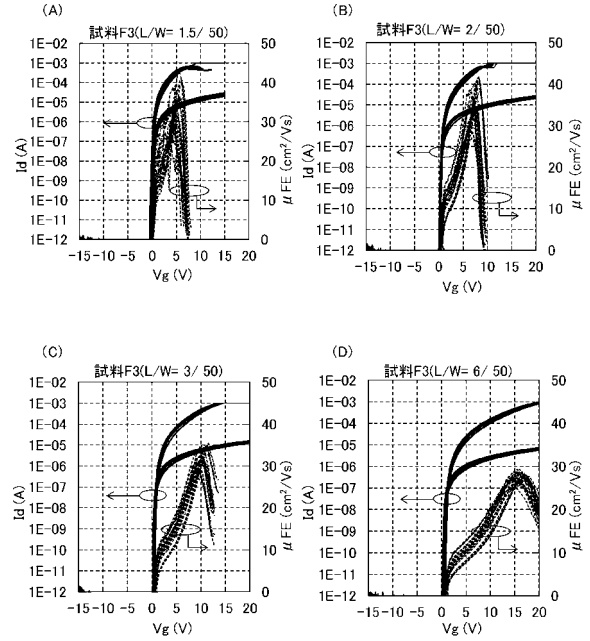 (A)
試料F3(L/W= 1.5/ 50)
1E-02
1E-03
1E-04
1E-05
1E-06
1E-07
1E-08
1E-09
1E-10
1E-11
1E-12
Id (A)
50
40
30
20
10
0
μ FE (cm²/Vs)
-15 -10 -5 0 5 10 15 20
Vg (V)
(B)
試料F3(L/W= 2/ 50)
1E-02
1E-03
1E-04
1E-05
1E-06
1E-07
1E-08
1E-09
1E-10
1E-11
1E-12
Id (A)
50
40
30
20
10
0
μ FE (cm²/Vs)
-15 -10 -5 0 5 10 15 20
Vg (V)
(C)
試料F3(L/W= 3/ 50)
1E-02
1E-03
1E-04
1E-05
1E-06
1E-07
1E-08
1E-09
1E-10
1E-11
1E-12
Id (A)
50
40
30
20
10
0
μ FE (cm²/Vs)
-15 -10 -5 0 5 10 15 20
Vg (V)
(D)
試料F3(L/W= 6/ 50)
1E-02
1E-03
1E-04
1E-05
1E-06
1E-07
1E-08
1E-09
1E-10
1E-11
1E-12
Id (A)
50
40
30
20
10
0
μ FE (cm²/Vs)
-15 -10 -5 0 5 10 15 20
Vg (V)